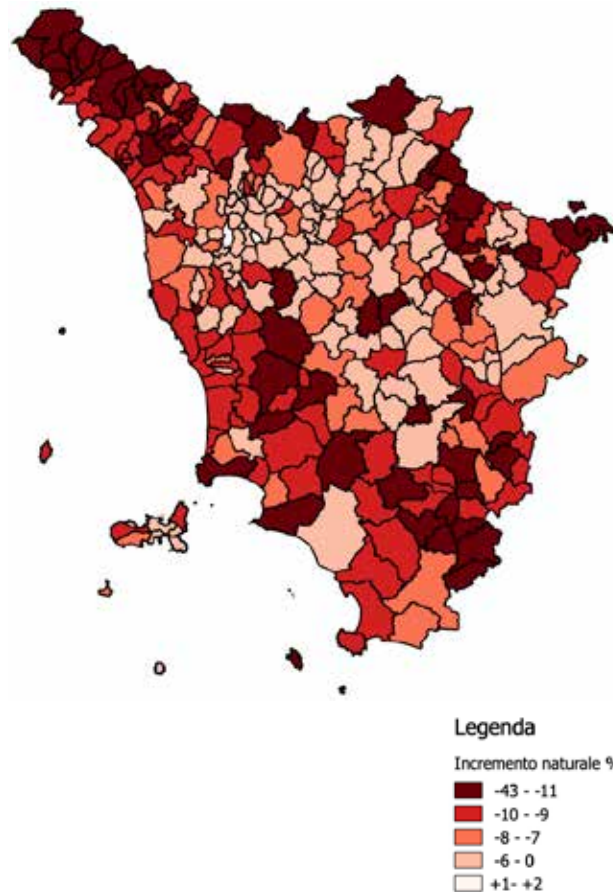 Legenda
Incremento naturale %
-43 - -11
-10 - -9
-8 - -7
-6 - 0
+1- +2